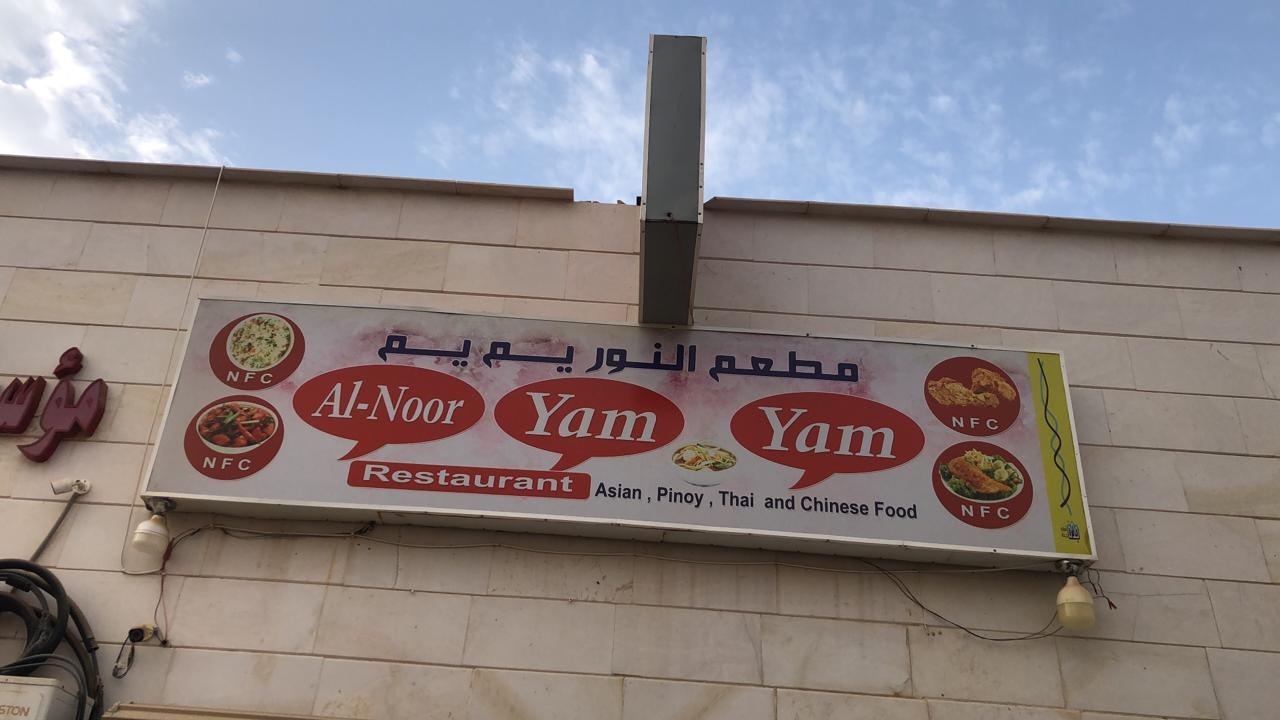 مطعم النور يم يم
Al-Noor Yam Yam
Restaurant
Asian , Pinoy , Thai and Chinese Food
NFC
NFC
NFC
NFC